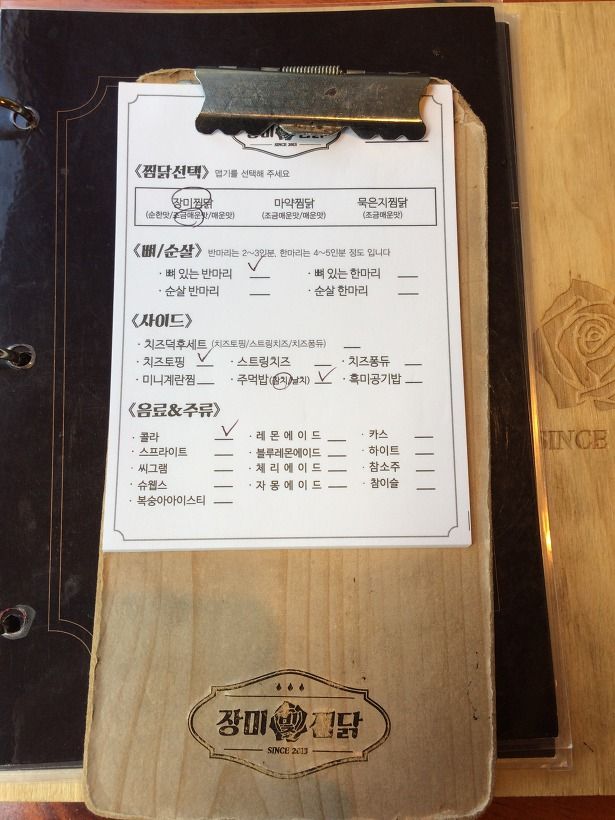 장미찜닭
SINCE 2013
《찜닭선택》 맵기를 선택해 주세요
장미찜닭 마약찜닭 묵은지찜닭
(순한맛/조금매운맛/매운맛) (조금매운맛/매운맛) (조금매운맛)
《뼈/순살》 반마리는 2~3인분, 한마리는 4~5인분 정도 입니다
· 뼈 있는 반마리 · 뼈 있는 한마리
· 순살 반마리 · 순살 한마리
《사이드》
· 치즈덕후세트 (치즈토핑/스트링치즈/치즈퐁듀)
· 치즈토핑 · 스트링치즈 · 치즈퐁듀
· 미니계란찜 · 주먹밥(참치/날치) · 흑미공기밥
《음료&주류》
· 콜라 · 레몬에이드 · 카스
· 스프라이트 · 블루레몬에이드 · 하이트
· 씨그램 · 체리에이드 · 참소주
· 슈웹스 · 자몽에이드 · 참이슬
· 복숭아아이스티
장미찜닭
SINCE 2013
SINCE